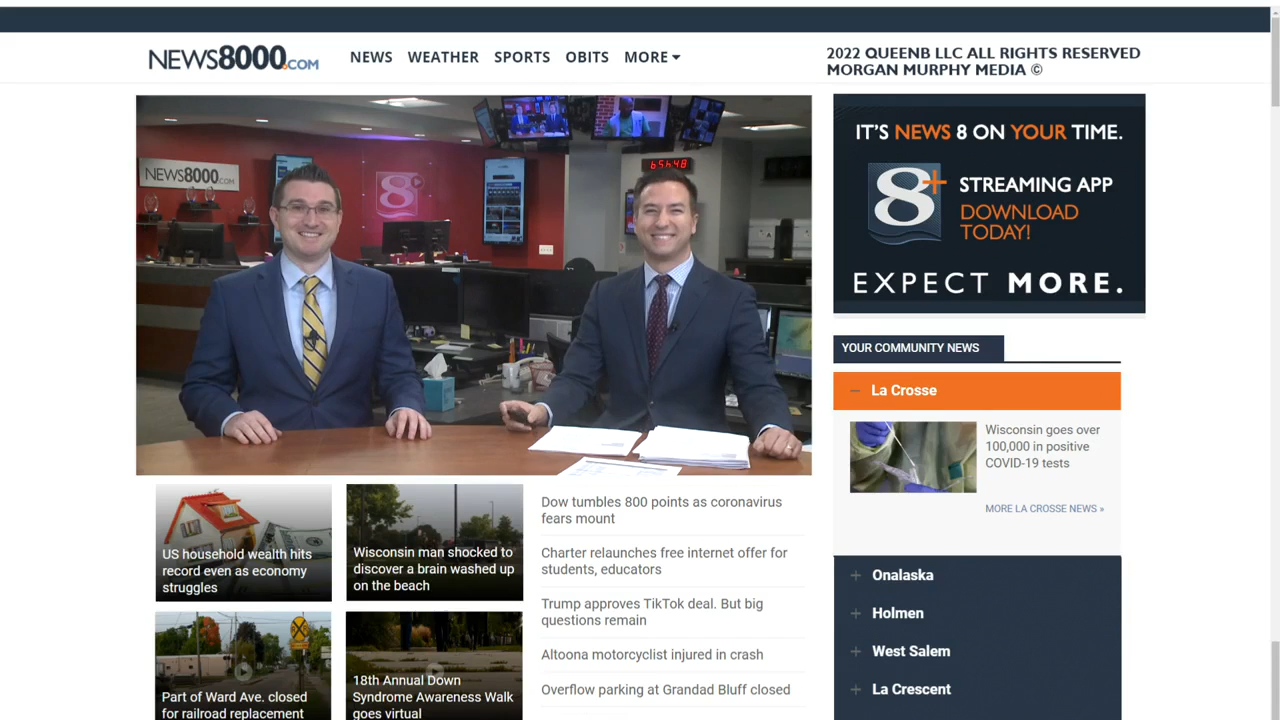 NEWS8000.COM
NEWS
WEATHER
SPORTS
OBITS
MORE
2022 QUEENB LLC ALL RIGHTS RESERVED
MORGAN MURPHY MEDIA ©
NEWS8000.COM
8
65648
IT'S NEWS 8 ON YOUR TIME.
8+
STREAMING APP
DOWNLOAD
TODAY!
EXPECT MORE.
YOUR COMMUNITY NEWS
La Crosse
Wisconsin goes over
100,000 in positive
COVID-19 tests
MORE LA CROSSE NEWS »
Onalaska
Holmen
West Salem
La Crescent
US household wealth hits
record even as economy
struggles
Wisconsin man shocked to
discover a brain washed up
on the beach
Part of Ward Ave. closed
for railroad replacement
18th Annual Down
Syndrome Awareness Walk
goes virtual
Dow tumbles 800 points as coronavirus
fears mount
Charter relaunches free internet offer for
students, educators
Trump approves TikTok deal. But big
questions remain
Altoona motorcyclist injured in crash
Overflow parking at Grandad Bluff closed